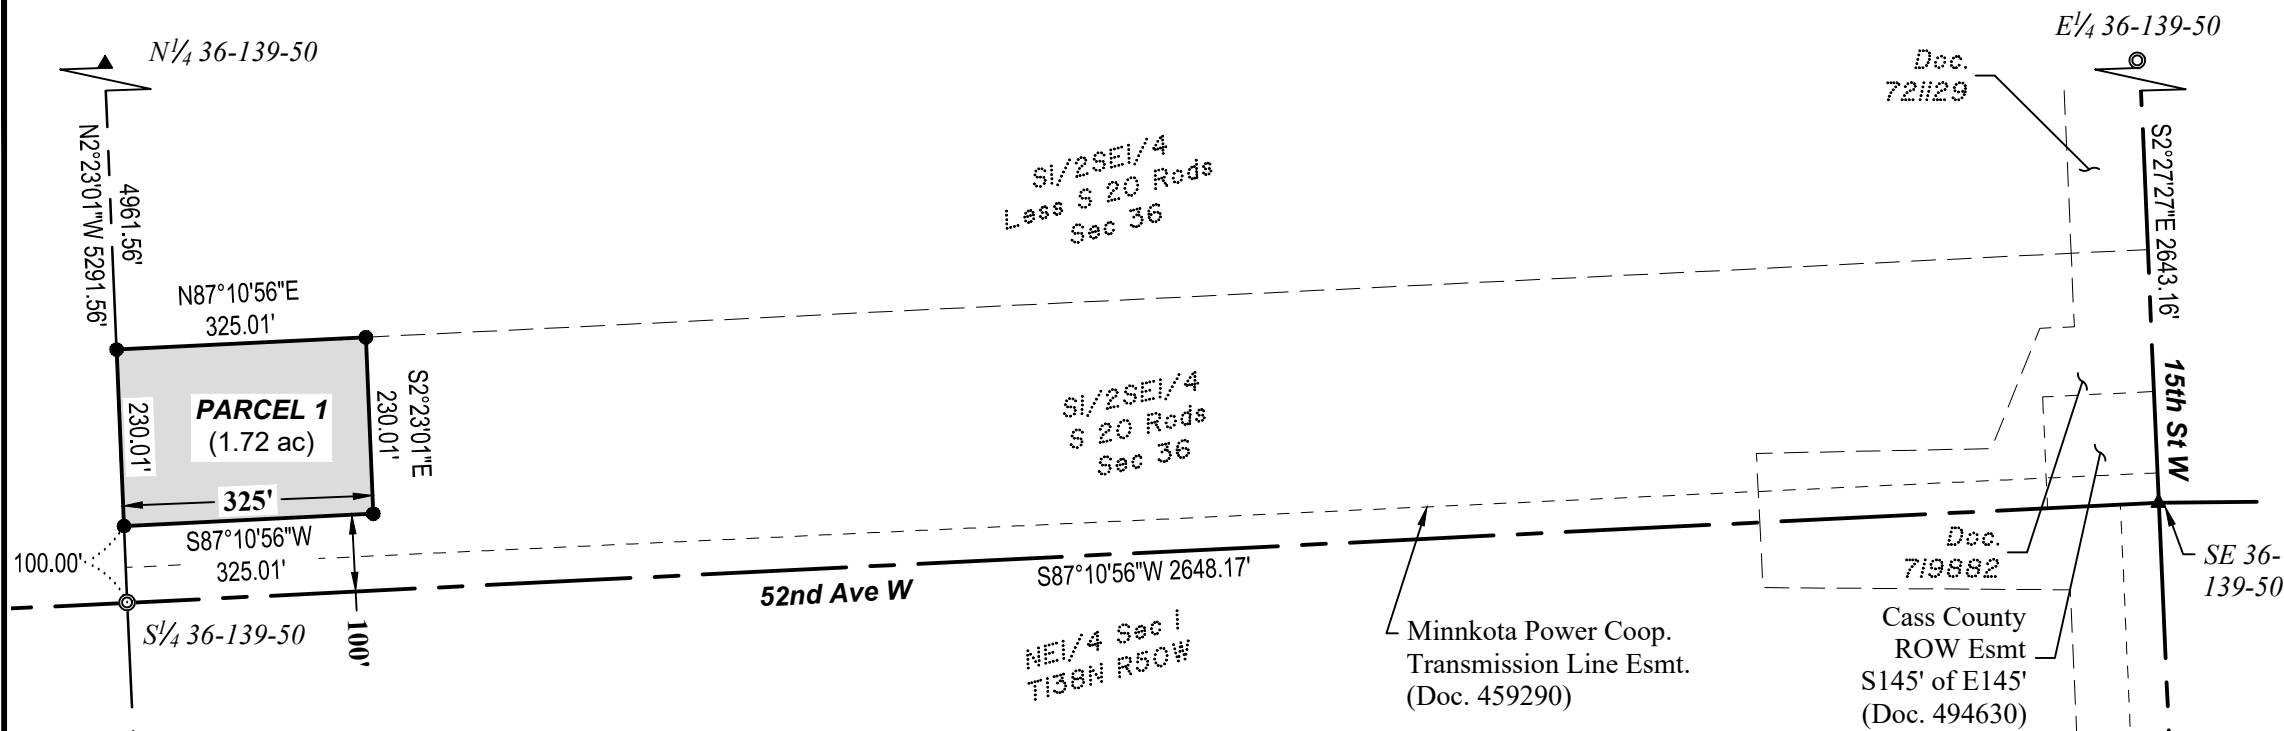 N¼ 36-139-50
E¼ 36-139-50
Doc.
721129
N2°23'01"W 5291.56'
4961.56'
S2°27'27"E 2643.16'
S1/2SE1/4
Less S 20 Rods
Sec 36
N87°10'56"E
325.01'
PARCEL 1
(1.72 ac)
230.01'
S2°23'01"E
230.01'
325'
S1/2SE1/4
S 20 Rods
Sec 36
15th St W
S87°10'56"W
325.01'
100.00'
100'
S¼ 36-139-50
52nd Ave W
S87°10'56"W 2648.17'
NE1/4 Sec 1
T138N R50W
Minnkota Power Coop.
Transmission Line Esmt.
(Doc. 459290)
Doc.
719882
SE 36-
139-50
Cass County
ROW Esmt
S145' of E145'
(Doc. 494630)